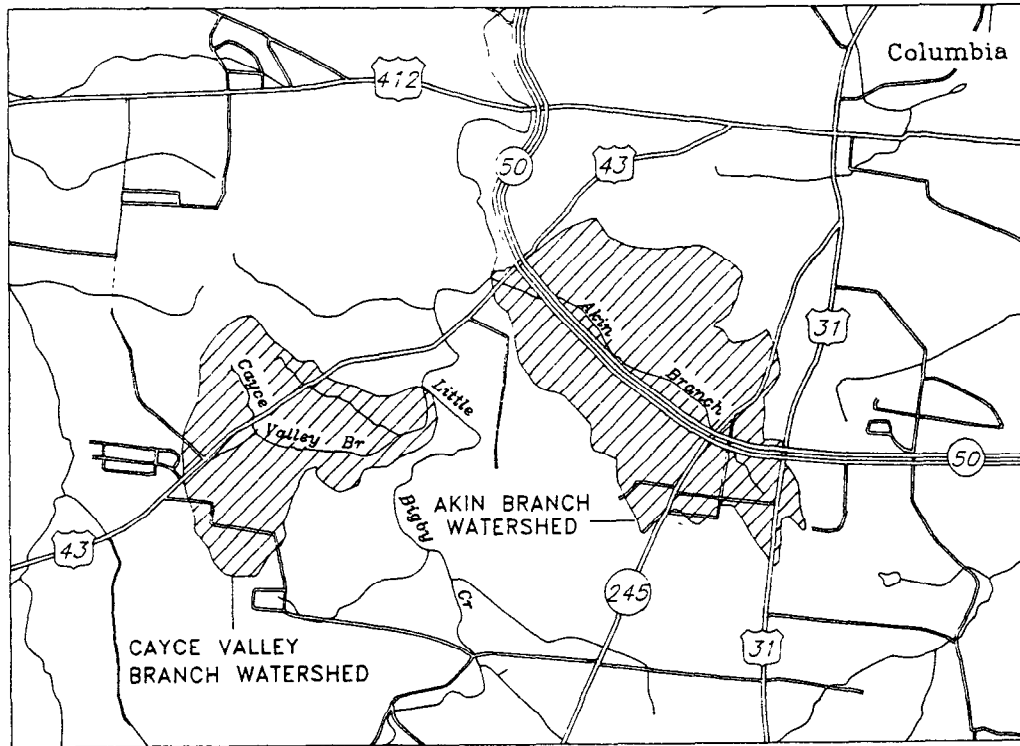 Columbia
412
50
43
Akin
Branch
31
Cayce
Valley Br
Little
Bigby
Cr
50
AKIN BRANCH
WATERSHED
43
245
31
CAYCE VALLEY
BRANCH WATERSHED